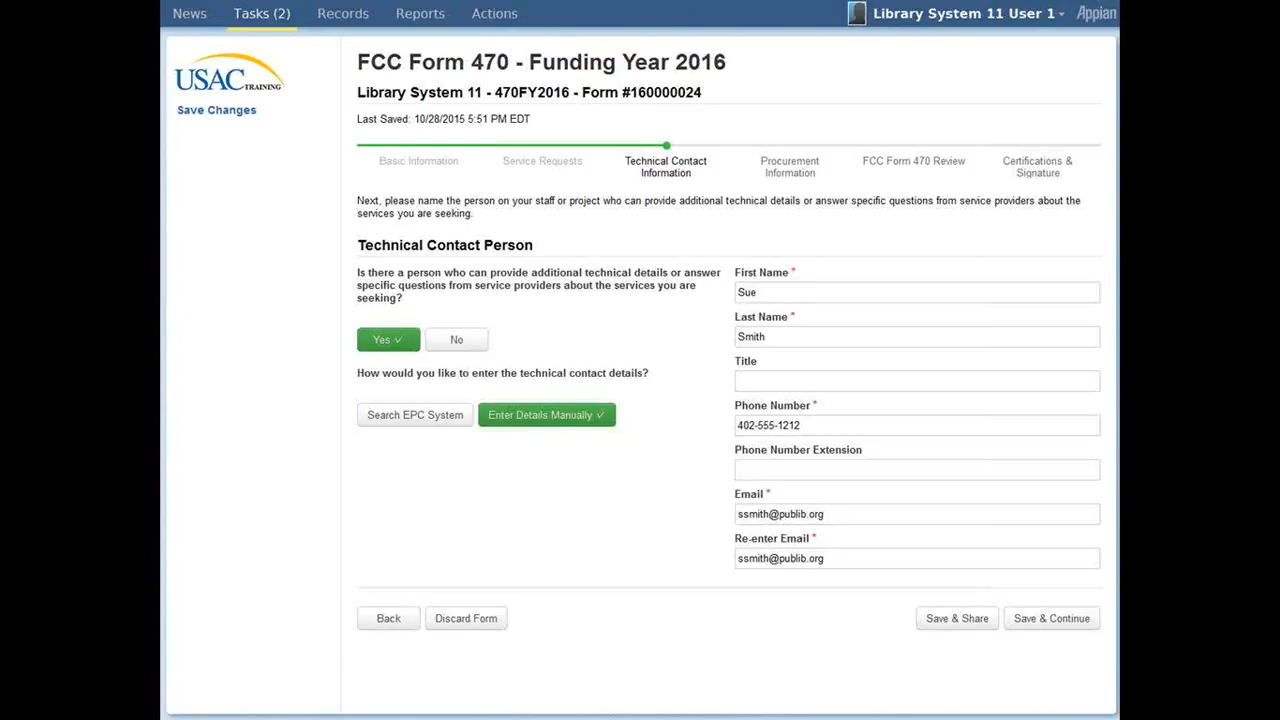 News Tasks (2) Records Reports Actions Library System 11 User 1 Appian
USAC TRAINING
Save Changes
FCC Form 470 - Funding Year 2016
Library System 11 - 470FY2016 - Form #160000024
Last Saved: 10/28/2015 5:51 PM EDT
Basic Information Service Requests Technical Contact Information Procurement Information FCC Form 470 Review Certifications & Signature
Next, please name the person on your staff or project who can provide additional technical details or answer specific questions from service providers about the
services you are seeking.
Technical Contact Person
Is there a person who can provide additional technical details or answer
specific questions from service providers about the services you are
seeking?
Yes ✓ No
How would you like to enter the technical contact details?
Search EPC System Enter Details Manually ✓
First Name *
Sue
Last Name *
Smith
Title
Phone Number *
402-555-1212
Phone Number Extension
Email *
ssmith@publib.org
Re-enter Email *
ssmith@publib.org
Back Discard Form Save & Share Save & Continue